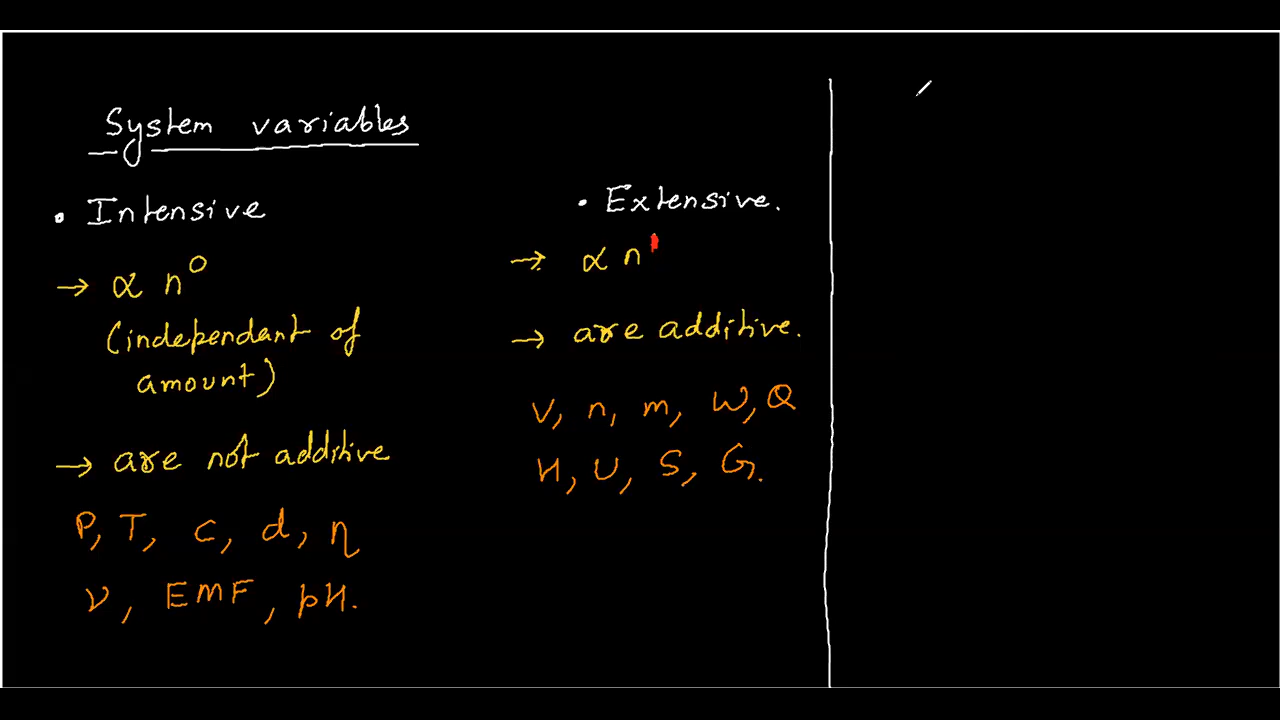 System variables
• Intensive
→ ∝ n⁰
(independant of
amount)
→ are not additive
P, T, c, d, η
ν, EMF, pH.
• Extensive.
→ ∝ n¹
→ are additive.
V, n, m, W, Q
H, U, S, G.